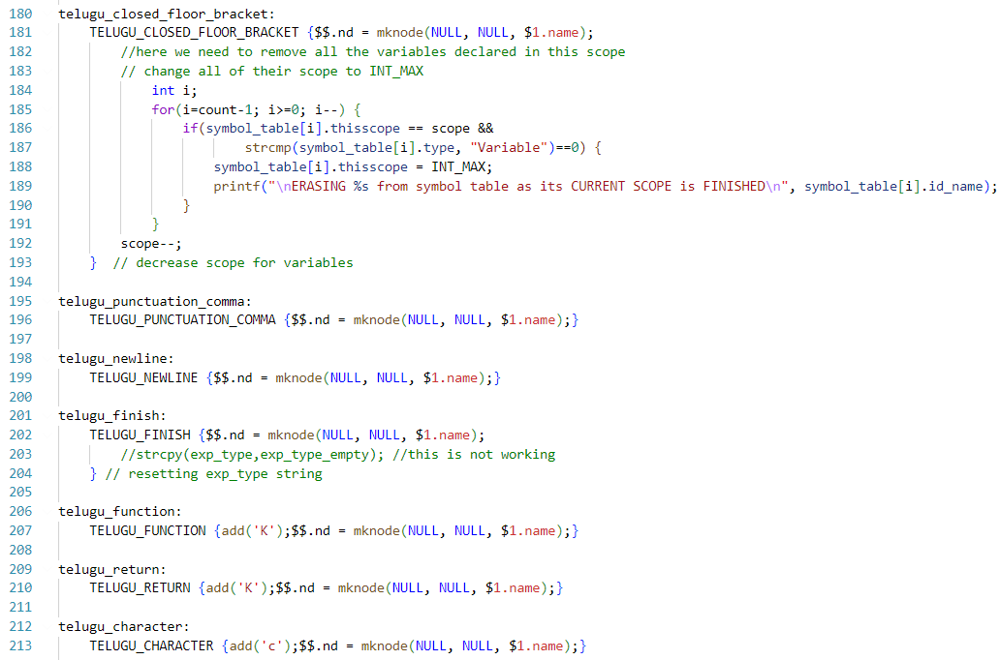 180 telugu_closed_floor_bracket:
181     TELUGU_CLOSED_FLOOR_BRACKET {$$.nd = mknode(NULL, NULL, $1.name);
182         //here we need to remove all the variables declared in this scope
183         // change all of their scope to INT_MAX
184             int i;
185             for(i=count-1; i>=0; i--) {
186                 if(symbol_table[i].thisscope == scope &&
187                         strcmp(symbol_table[i].type, "Variable")==0) {
188                     symbol_table[i].thisscope = INT_MAX;
189                     printf("\nERASING %s from symbol table as its CURRENT SCOPE is FINISHED\n", symbol_table[i].id_name);
190                 }
191             }
192         scope--;
193     }  // decrease scope for variables
194
195 telugu_punctuation_comma:
196     TELUGU_PUNCTUATION_COMMA {$$.nd = mknode(NULL, NULL, $1.name);}
197
198 telugu_newline:
199     TELUGU_NEWLINE {$$.nd = mknode(NULL, NULL, $1.name);}
200
201 telugu_finish:
202     TELUGU_FINISH {$$.nd = mknode(NULL, NULL, $1.name);
203         //strcpy(exp_type,exp_type_empty); //this is not working
204     } // resetting exp_type string
205
206 telugu_function:
207     TELUGU_FUNCTION {add('K');$$.nd = mknode(NULL, NULL, $1.name);}
208
209 telugu_return:
210     TELUGU_RETURN {add('K');$$.nd = mknode(NULL, NULL, $1.name);}
211
212 telugu_character:
213     TELUGU_CHARACTER {add('c');$$.nd = mknode(NULL, NULL, $1.name);}